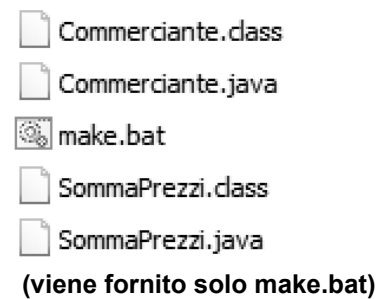 Commerciante.class
Commerciante.java
make.bat
SommaPrezzi.class
SommaPrezzi.java
(viene fornito solo make.bat)